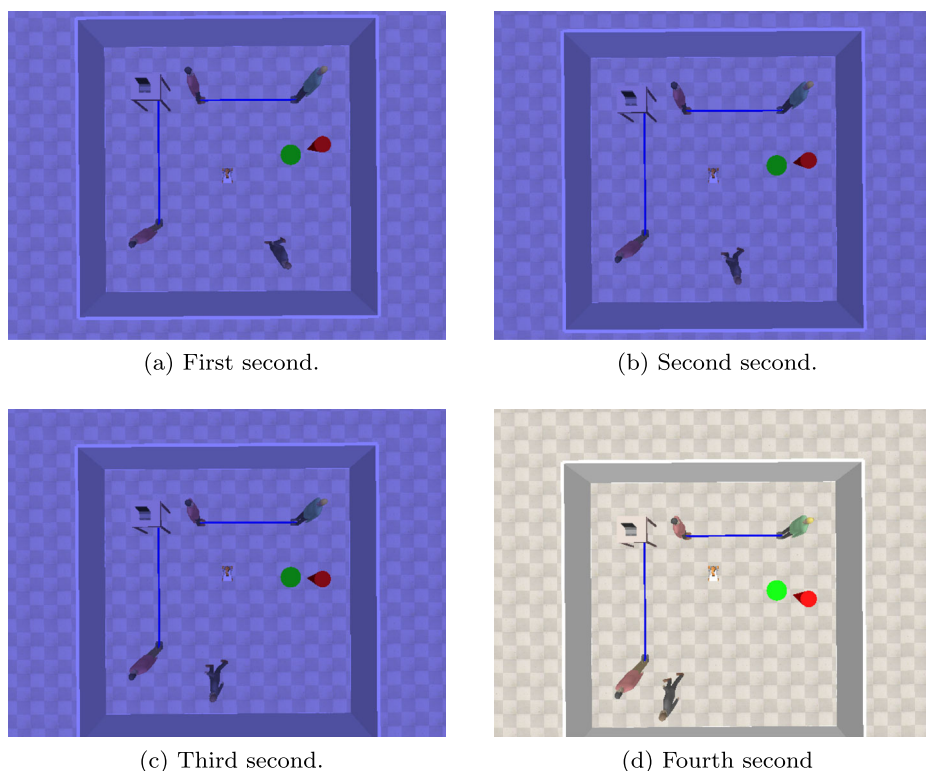 (a) First second.
(b) Second second.
(c) Third second.
(d) Fourth second